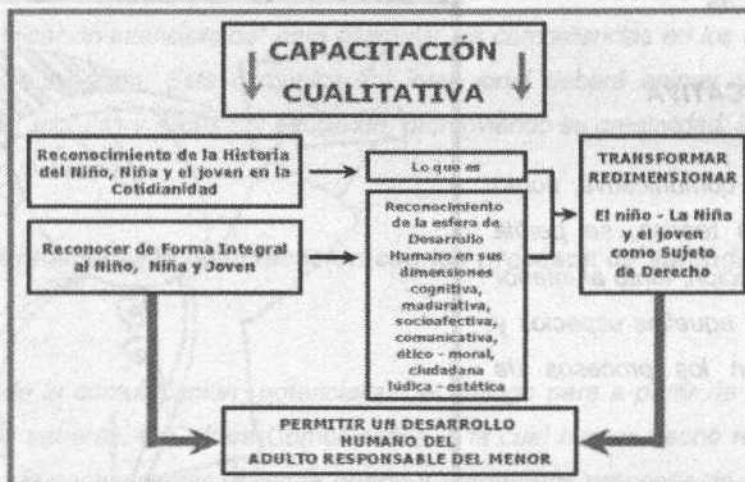 CAPACITACIÓN
CUALITATIVA
Reconocimiento de la Historia
del Niño, Niña y el joven en la
Cotidianidad
Lo que es
TRANSFORMAR
REDIMENSIONAR
El niño - La Niña
y el Joven
como Sujeto
de Derecho
Reconocer de Forma Integral
al Niño, Niña y Joven
Reconocimiento
de la esfera de
Desarrollo
Humano en sus
dimensiones
cognitiva,
madurativa,
socioafectiva,
comunicativa,
ético - moral,
ciudadana
lúdica - estética
PERMITIR UN DESARROLLO
HUMANO DEL
ADULTO RESPONSABLE DEL MENOR